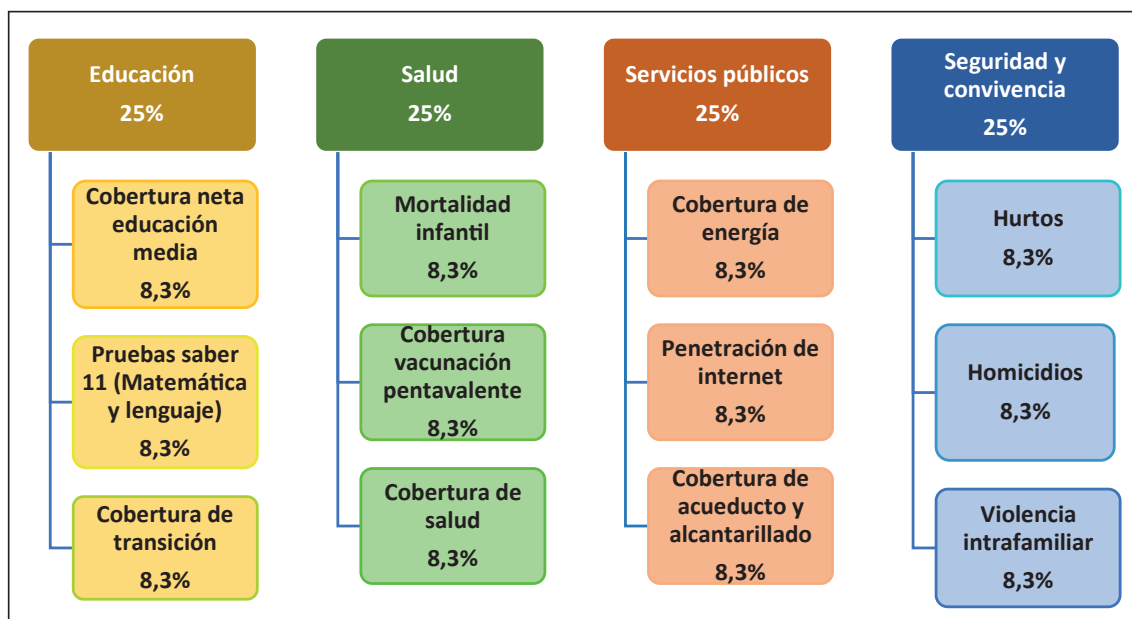 Educación
25%
Cobertura neta
educación
media
8,3%
Pruebas saber
11 (Matemática
y lenguaje)
8,3%
Cobertura de
transición
8,3%
Salud
25%
Mortalidad
infantil
8,3%
Cobertura
vacunación
pentavalente
8,3%
Cobertura de
salud
8,3%
Servicios públicos
25%
Cobertura de
energía
8,3%
Penetración de
internet
8,3%
Cobertura de
acueducto y
alcantarillado
8,3%
Seguridad y
convivencia
25%
Hurtos
8,3%
Homicidios
8,3%
Violencia
intrafamiliar
8,3%